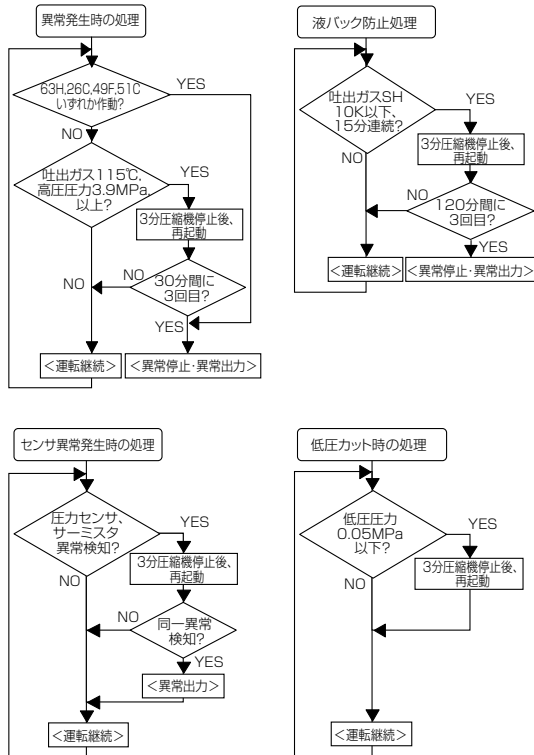 異常発生時の処理
63H,26C,49F,51C
いずれか作動?
YES
NO
吐出ガス115℃,
高圧圧力3.9MPa,
以上?
YES
3分圧縮機停止後、
再起動
NO
NO
30分間に
3回目?
YES
<運転継続>
<異常停止･異常出力>
液バック防止処理
吐出ガスSH
10K以下、
15分連続?
YES
NO
3分圧縮機停止後、
再起動
NO
120分間に
3回目?
YES
<運転継続>
<異常停止･異常出力>
センサ異常発生時の処理
圧力センサ、
サーミスタ
異常検知?
YES
NO
3分圧縮機停止後、
再起動
NO
同一異常
検知?
YES
<異常出力>
<運転継続>
低圧カット時の処理
低圧圧力
0.05MPa
以下?
YES
NO
3分圧縮機停止後、
再起動
<運転継続>